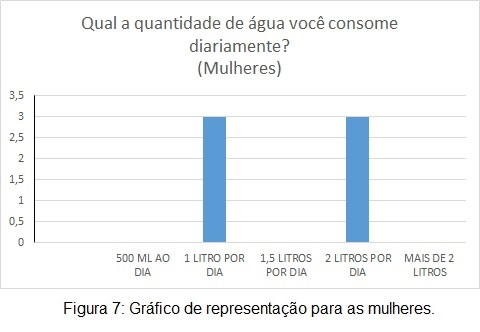 Qual a quantidade de água você consome
diariamente?
(Mulheres)
3,5
3
2,5
2
1,5
1
0,5
0
500 ML AO
DIA
1 LITRO POR
DIA
1,5 LITROS
POR DIA
2 LITROS POR
DIA
MAIS DE 2
LITROS
Figura 7: Gráfico de representação para as mulheres.